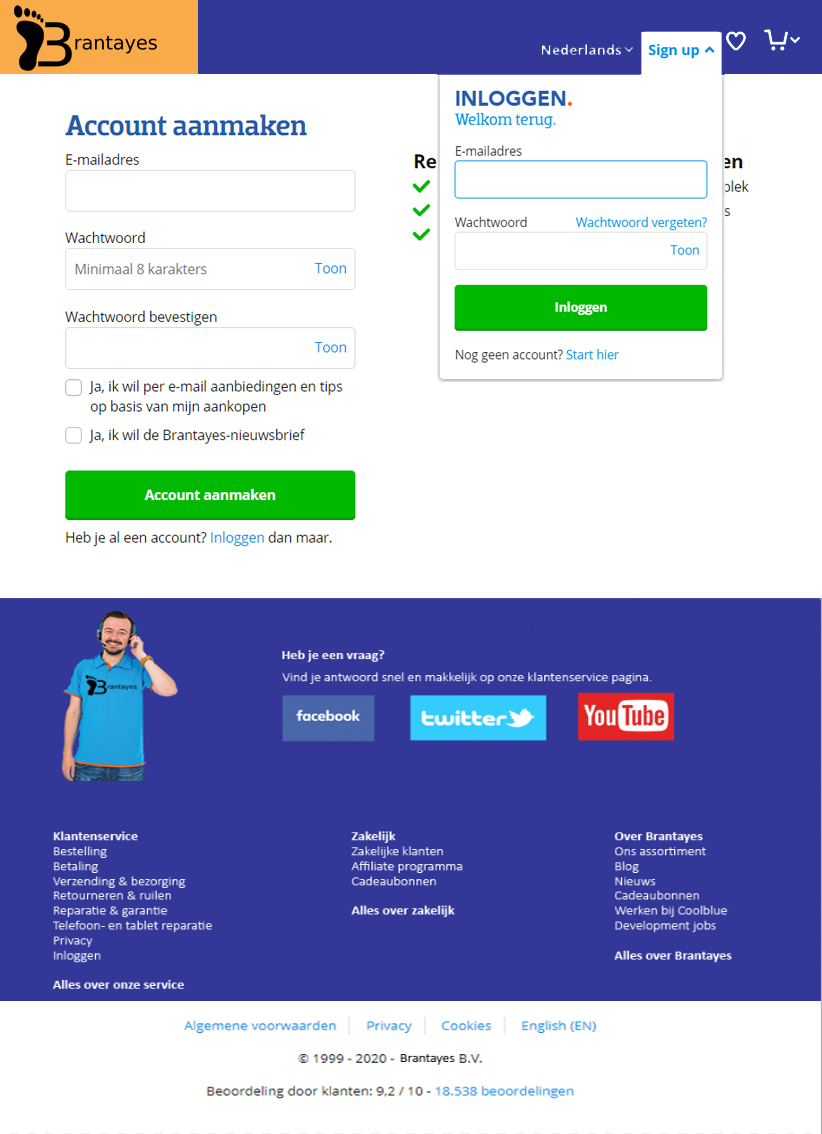 Brantayes
Nederlands
Sign up
Account aanmaken
E-mailadres
Wachtwoord
Minimaal 8 karakters
Toon
Wachtwoord bevestigen
Toon
Ja, ik wil per e-mail aanbiedingen en tips
op basis van mijn aankopen
Ja, ik wil de Brantayes-nieuwsbrief
Account aanmaken
Heb je al een account? Inloggen dan maar.
INLOGGEN.
Welkom terug.
E-mailadres
Wachtwoord
Wachtwoord vergeten?
Toon
Inloggen
Nog geen account? Start hier
Brantayes
Heb je een vraag?
Vind je antwoord snel en makkelijk op onze klantenservice pagina.
facebook
twitter
YouTube
Klantenservice
Bestelling
Betaling
Verzending & bezorging
Retourneren & ruilen
Reparatie & garantie
Telefoon- en tablet reparatie
Privacy
Inloggen
Alles over onze service
Zakelijk
Zakelijke klanten
Affiliate programma
Cadeaubonnen
Alles over zakelijk
Over Brantayes
Ons assortiment
Blog
Nieuws
Cadeaubonnen
Werken bij Coolblue
Development jobs
Alles over Brantayes
Algemene voorwaarden
Privacy
Cookies
English (EN)
© 1999 - 2020 - Brantayes B.V.
Beoordeling door klanten: 9,2 / 10 - 18.538 beoordelingen